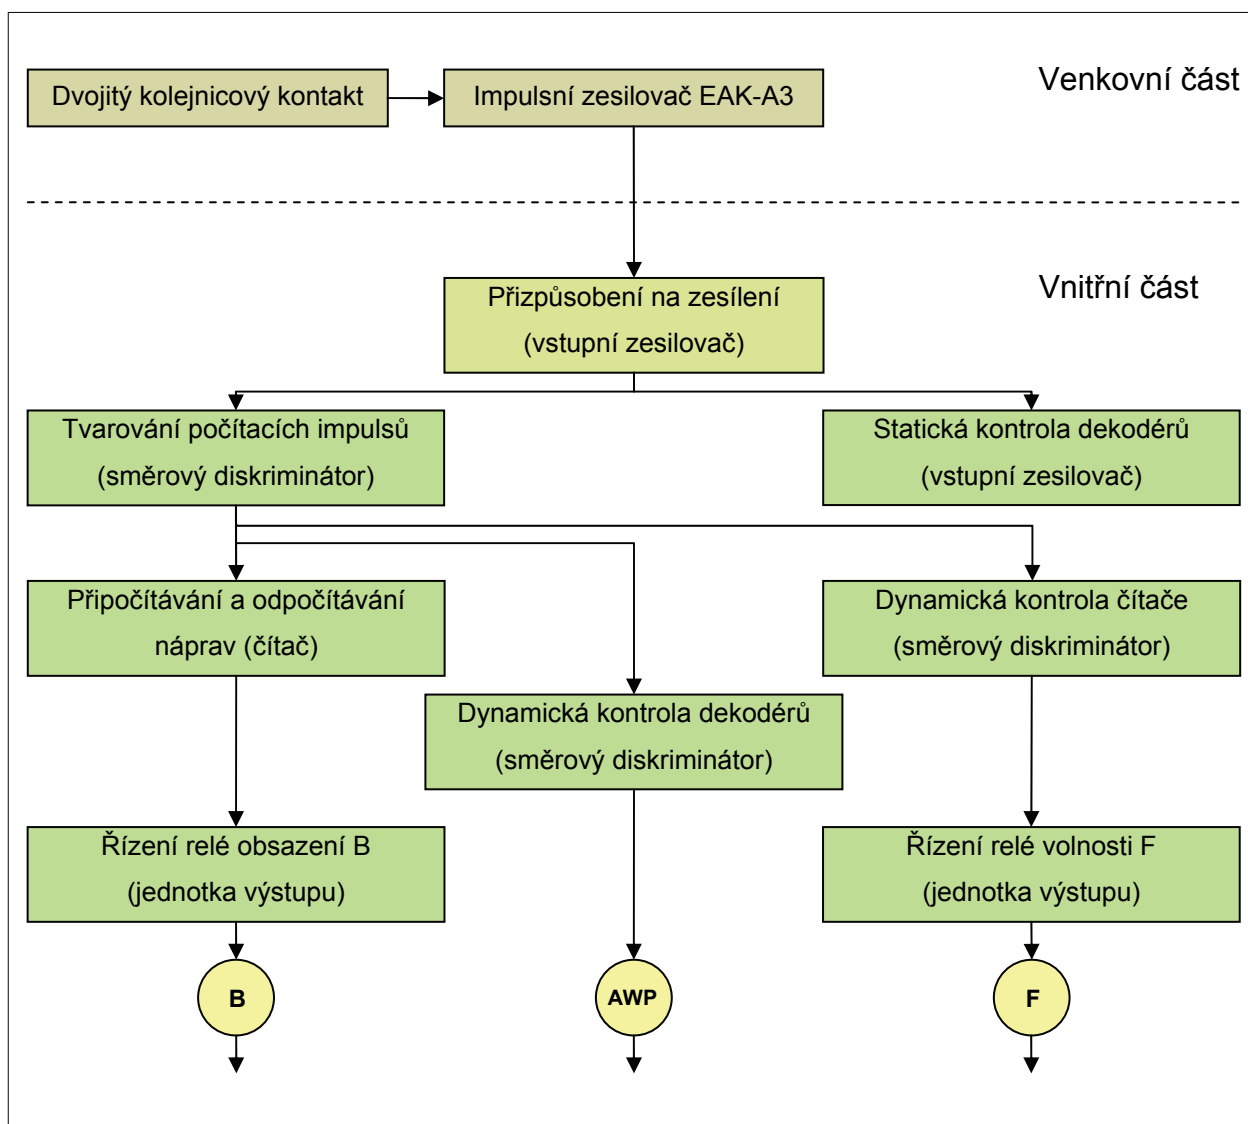 Venkovní část
Dvojitý kolejnicový kontakt
Impulsní zesilovač EAK-A3
Vnitřní část
Přizpůsobení na zesílení
(vstupní zesilovač)
Tvarování počítacích impulsů
(směrový diskriminátor)
Statická kontrola dekodérů
(vstupní zesilovač)
Připočítávání a odpočítávání
náprav (čítač)
Dynamická kontrola čítače
(směrový diskriminátor)
Dynamická kontrola dekodérů
(směrový diskriminátor)
Řízení relé obsazení B
(jednotka výstupu)
Řízení relé volnosti F
(jednotka výstupu)
B
AWP
F